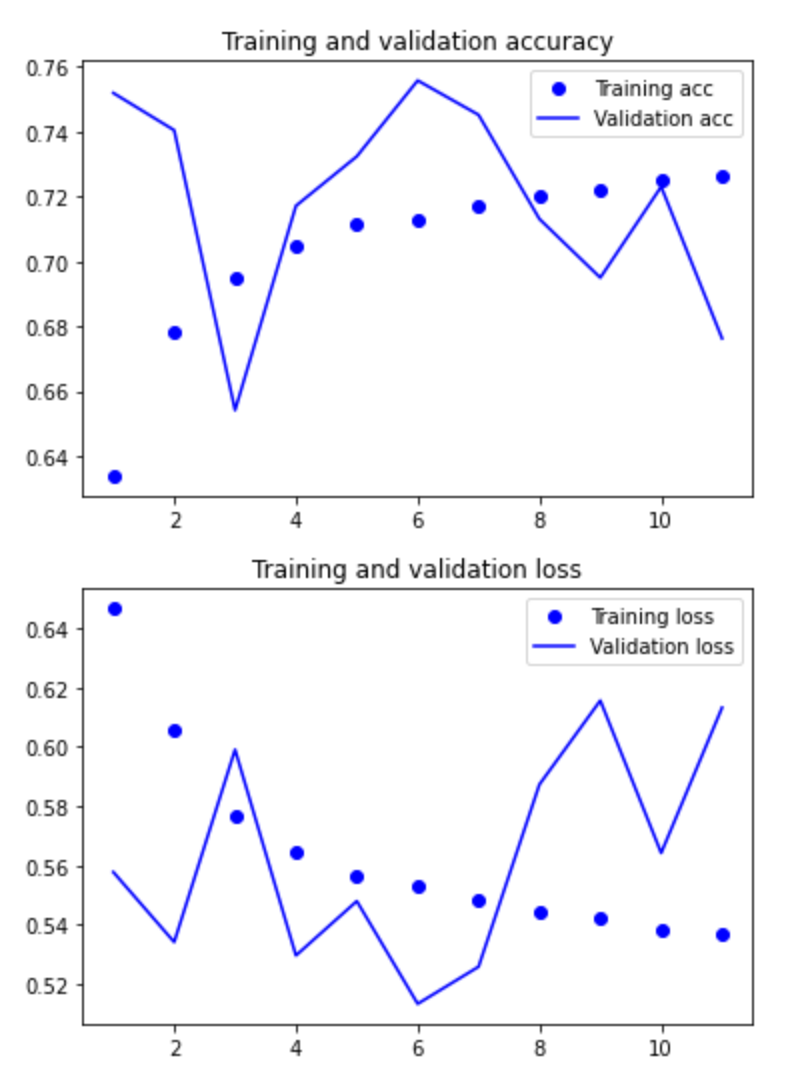 Training and validation accuracy
0.76
0.74
0.72
0.70
0.68
0.66
0.64
Training acc
Validation acc
2 4 6 8 10
Training and validation loss
0.64
0.62
0.60
0.58
0.56
0.54
0.52
Training loss
Validation loss
2 4 6 8 10